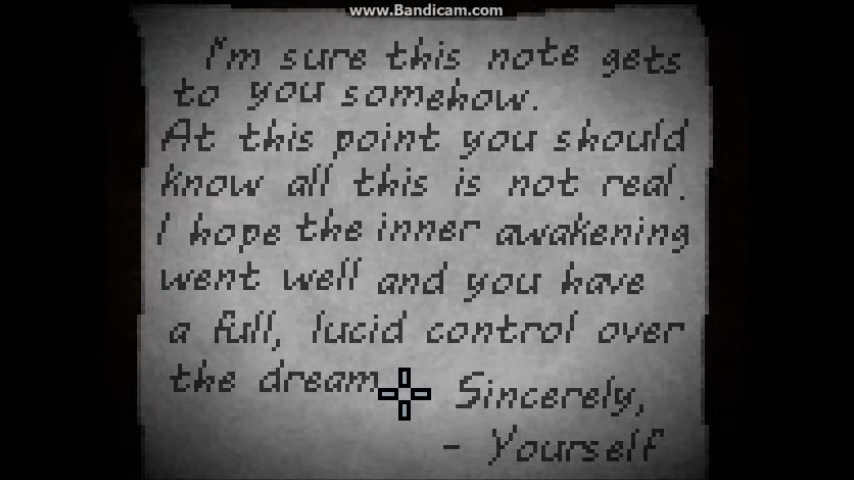 www.Bandicam.com
I'm sure this note gets
to you somehow.
At this point you should
know all this is not real.
I hope the inner awakening
went well and you have
a full, lucid control over
the dream
Sincerely,
- Yourself